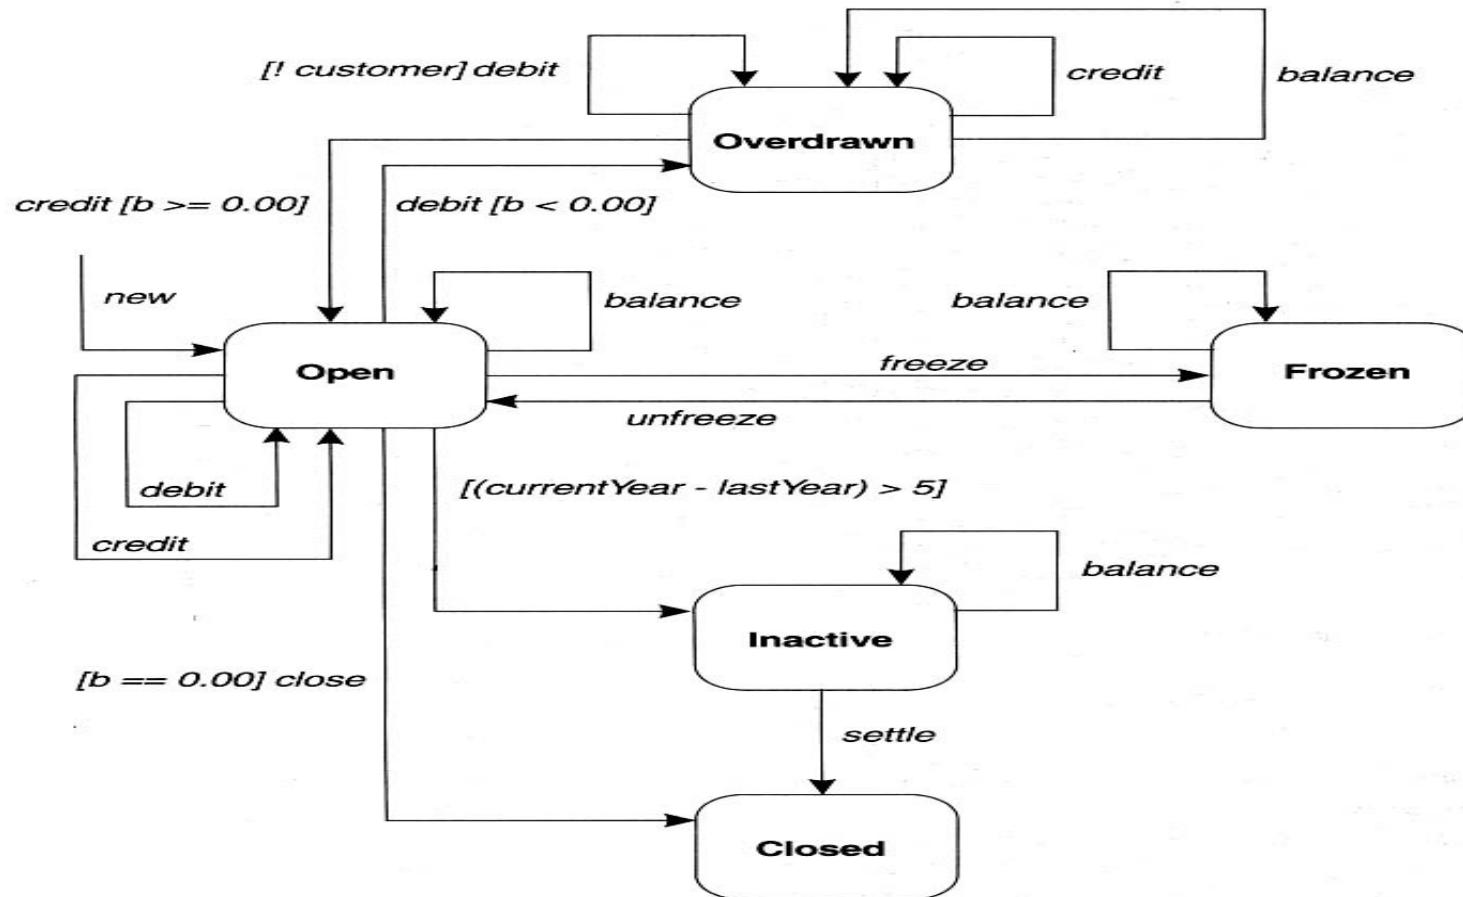 [! customer] debit
credit
balance
Overdrawn
credit [b >= 0.00]
debit [b < 0.00]
new
balance
balance
Open
freeze
Frozen
unfreeze
debit
[(currentYear - lastYear) > 5]
credit
balance
Inactive
[b == 0.00] close
settle
Closed